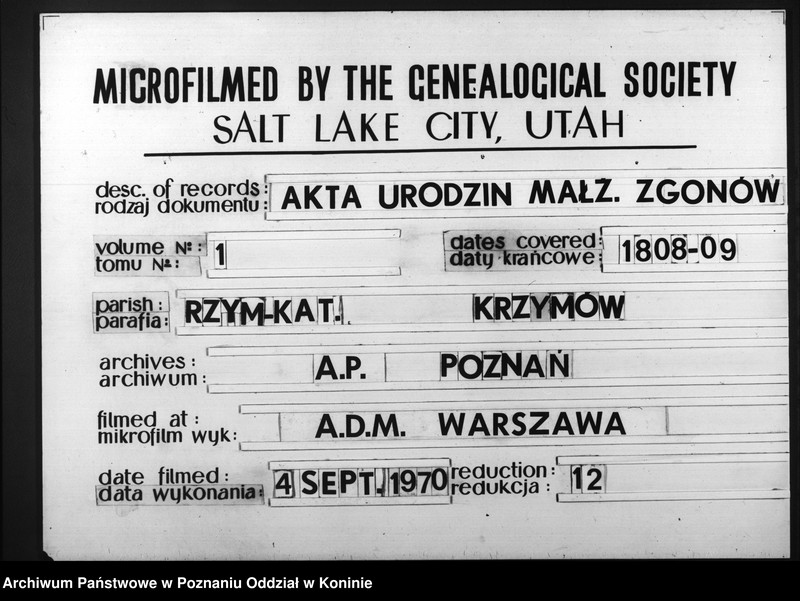 MICROFILMED BY THE GENEALOGICAL SOCIETY
SALT LAKE CITY, UTAH
desc. of records:
rodzaj dokumentu: AKTA URODZIN MAŁŻ. ZGONÓW
volume №: 1
tomu №:
dates covered: 1808-09
daty krańcowe:
parish: RZYM-KAT. KRZYMÓW
parafia:
archives: A.P. POZNAŃ
archiwum:
filmed at: A.D.M. WARSZAWA
mikrofilm wyk:
date filmed: 4 SEPT. 1970
data wykonania:
reduction: 12
redukcja:
Archiwum Państwowe w Poznaniu Oddział w Koninie